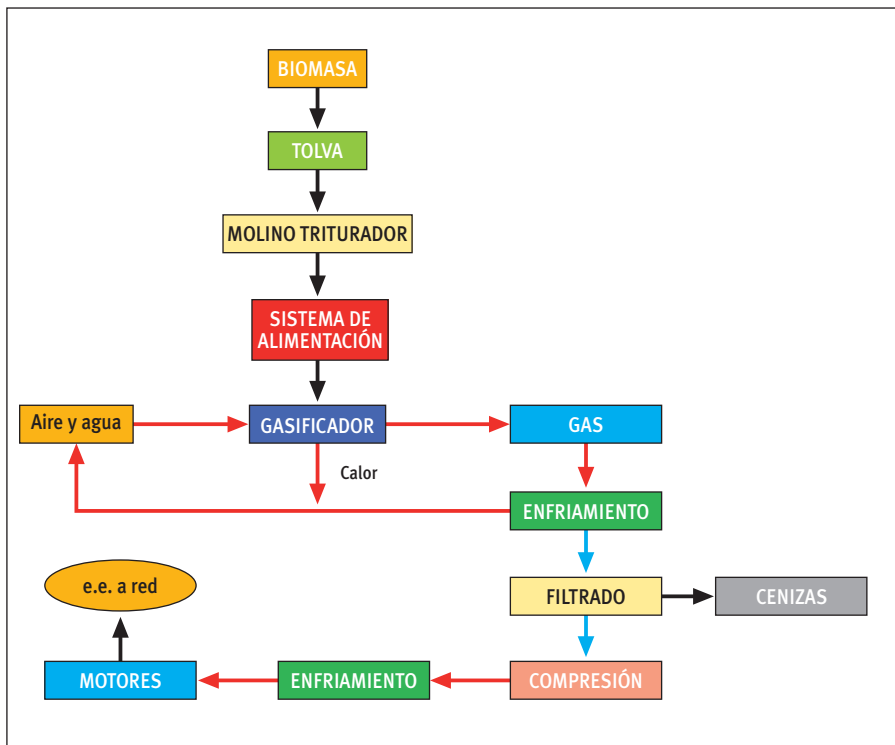 BIOMASA
TOLVA
MOLINO TRITURADOR
SISTEMA DE
ALIMENTACIÓN
Aire y agua
GASIFICADOR
GAS
Calor
ENFRIAMIENTO
e.e. a red
FILTRADO
CENIZAS
MOTORES
ENFRIAMIENTO
COMPRESIÓN